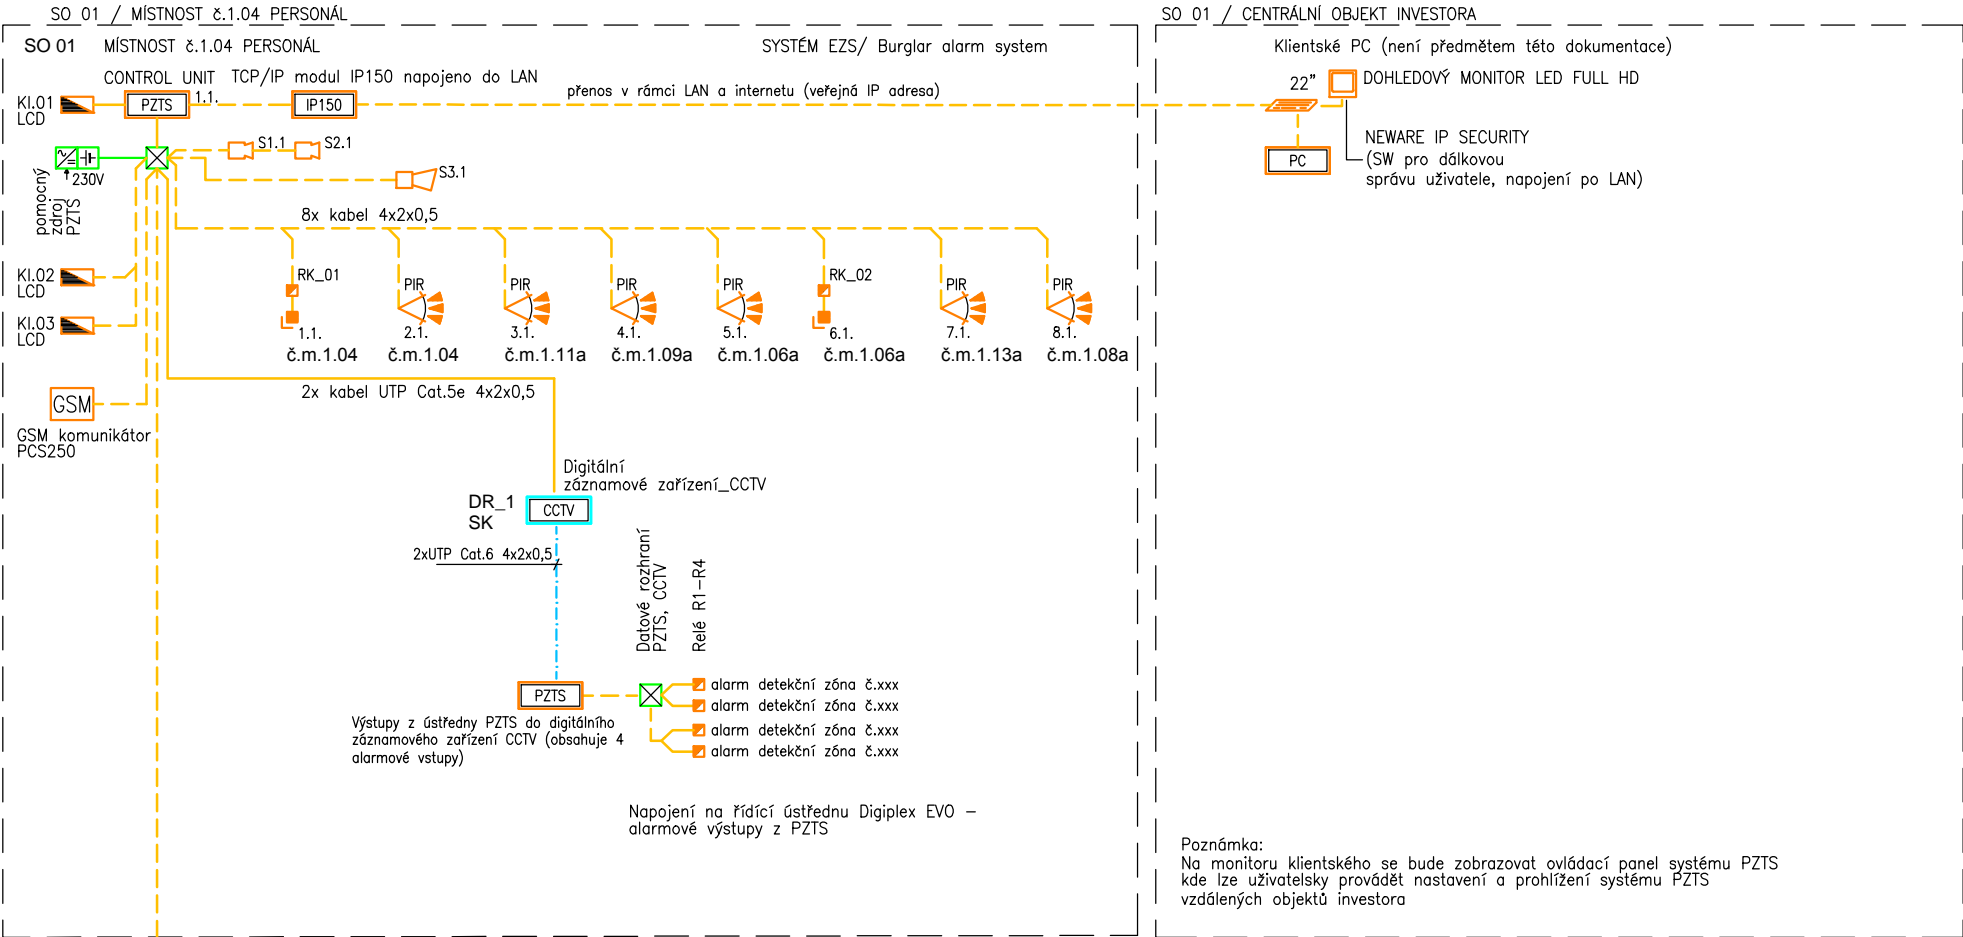 SO 01 / MÍSTNOST č.1.04 PERSONÁL
SO 01 MÍSTNOST č.1.04 PERSONÁL
SYSTÉM EZS/ Burglar alarm system
CONTROL UNIT
TCP/IP modul IP150 napojeno do LAN
KI.01
LCD
PZTS
1.1.
IP150
přenos v rámci LAN a internetu (veřejná IP adresa)
S1.1
S2.1
S3.1
230V
pomocný
zdroj
PZTS
8x kabel 4x2x0,5
KI.02
LCD
KI.03
LCD
RK_01
PIR
PIR
PIR
PIR
RK_02
PIR
PIR
1.1.
2.1.
3.1.
4.1.
5.1.
6.1.
7.1.
8.1.
č.m.1.04
č.m.1.04
č.m.1.11a
č.m.1.09a
č.m.1.06a
č.m.1.06a
č.m.1.13a
č.m.1.08a
2x kabel UTP Cat.5e 4x2x0,5
GSM
GSM komunikátor
PCS250
Digitální
záznamové zařízení_CCTV
DR_1
SK
CCTV
2xUTP Cat.6 4x2x0,5
Datové rozhraní
PZTS, CCTV
Relé R1–R4
PZTS
alarm detekční zóna č.xxx
alarm detekční zóna č.xxx
alarm detekční zóna č.xxx
alarm detekční zóna č.xxx
Výstupy z ústředny PZTS do digitálního
záznamového zařízení CCTV (obsahuje 4
alarmové vstupy)
Napojení na řídící ústřednu Digiplex EVO –
alarmové výstupy z PZTS
SO 01 / CENTRÁLNÍ OBJEKT INVESTORA
Klientské PC (není předmětem této dokumentace)
22”
DOHLEDOVÝ MONITOR LED FULL HD
PC
NEWARE IP SECURITY
(SW pro dálkovou
správu uživatele, napojení po LAN)
Poznámka:
Na monitoru klientského se bude zobrazovat ovládací panel systému PZTS
kde lze uživatelsky provádět nastavení a prohlížení systému PZTS
vzdálených objektů investora